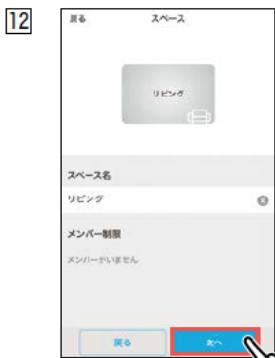 12
戻る スペース
リビング
スペース名
リビング
メンバー制限
メンバーがいません
戻る 次へ